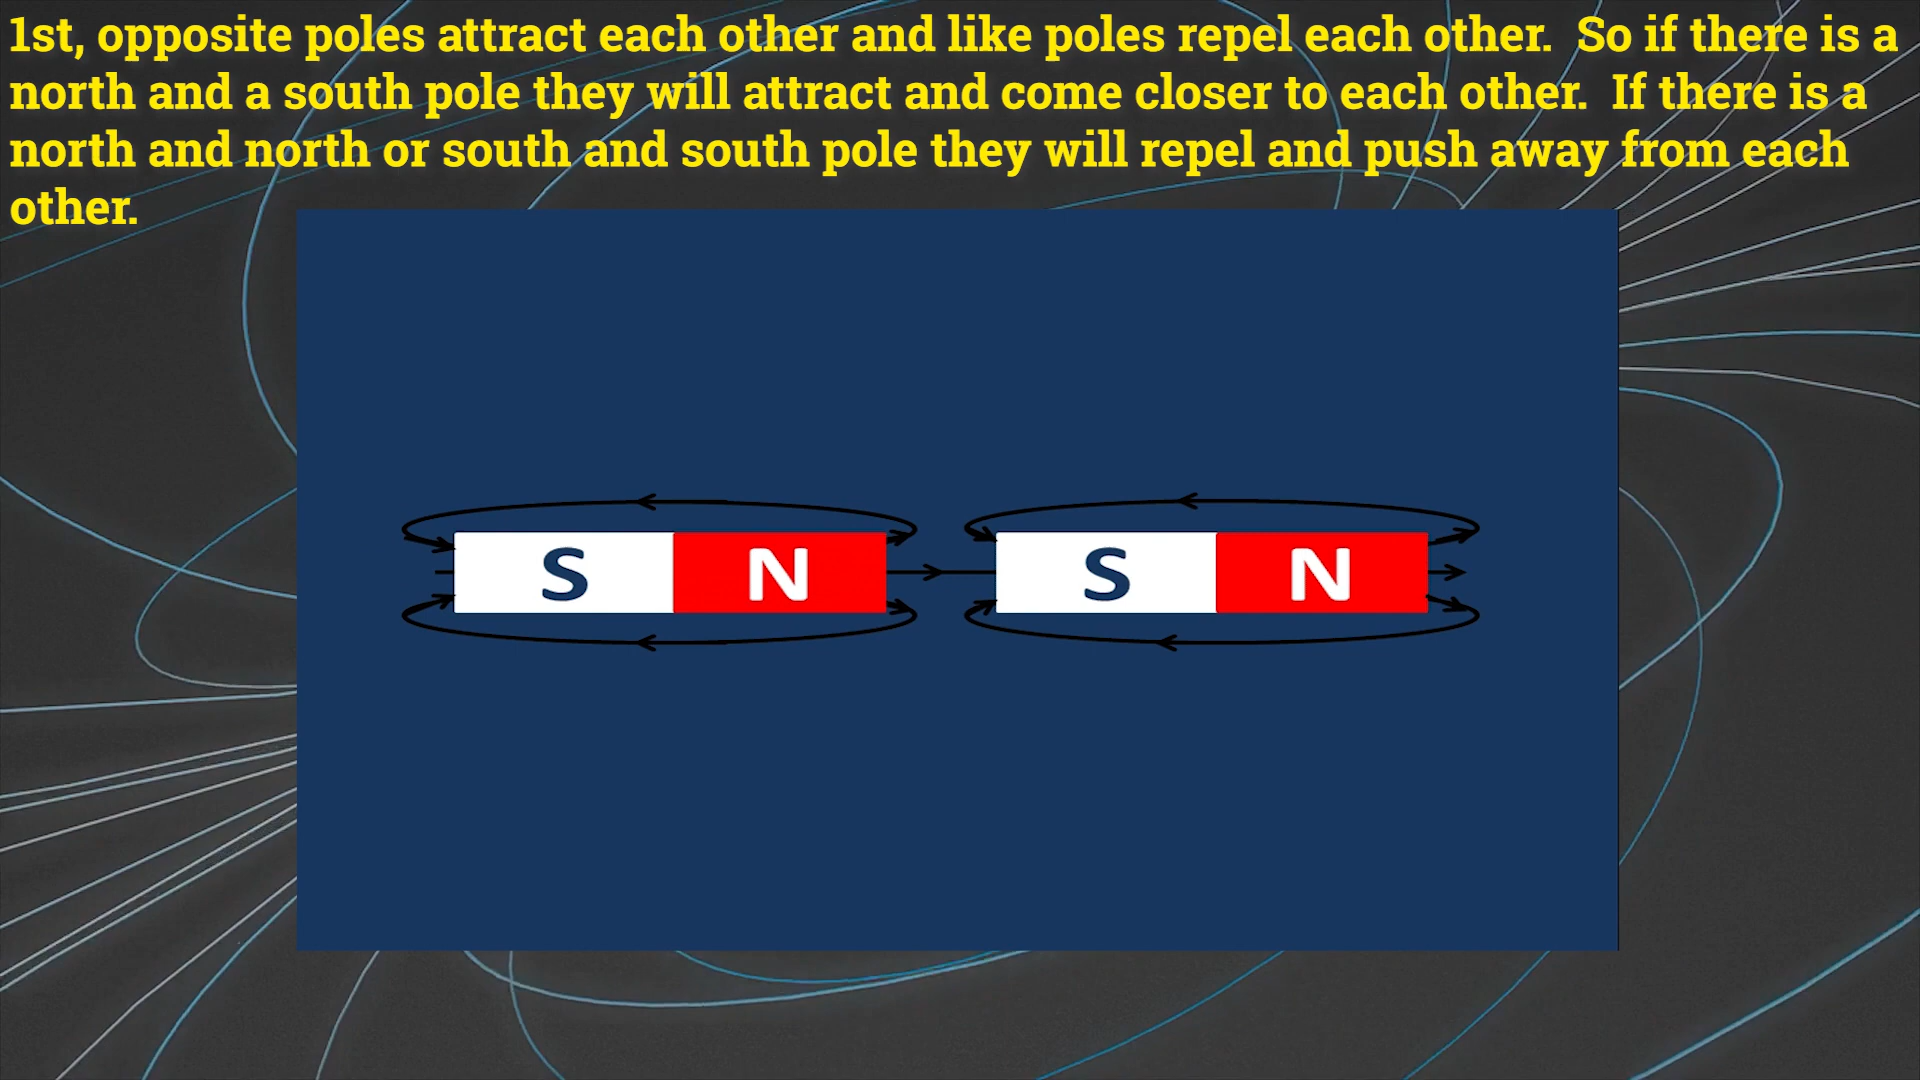 1st, opposite poles attract each other and like poles repel each other.  So if there is a
north and a south pole they will attract and come closer to each other.  If there is a
north and north or south and south pole they will repel and push away from each
other.
S N S N